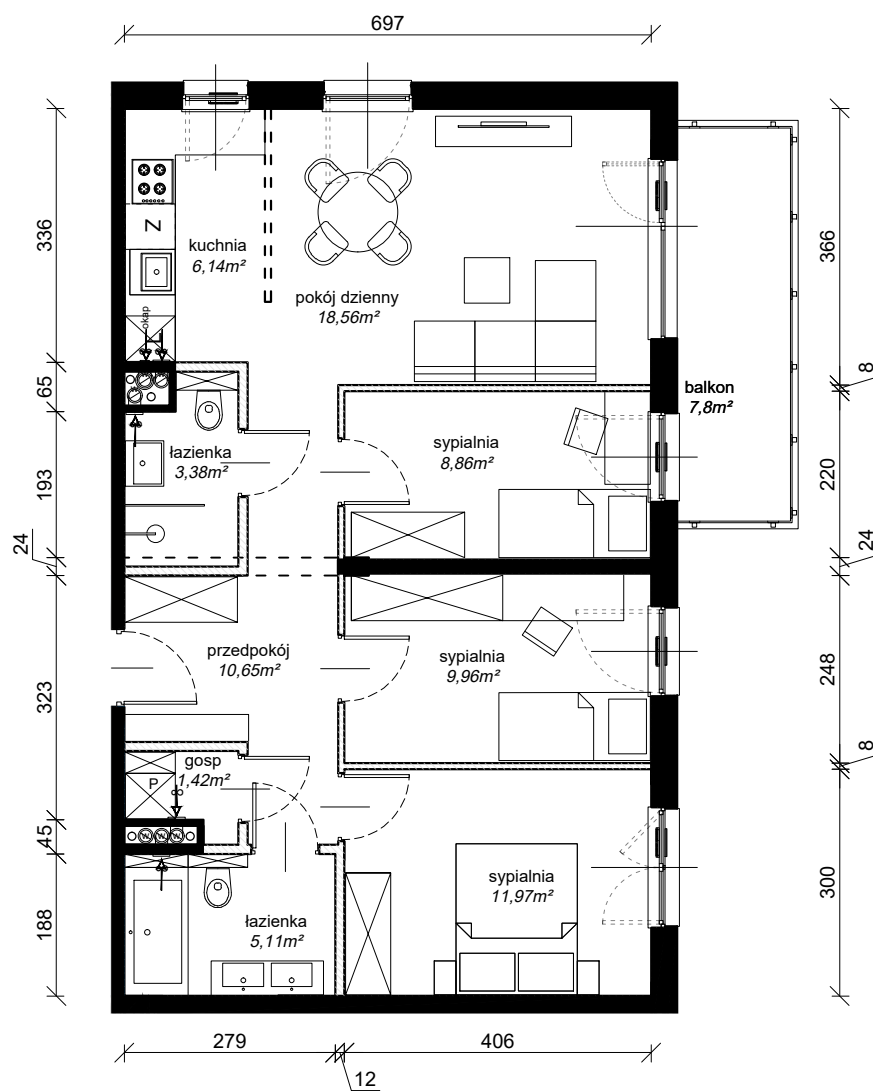 697
336
65
193
24
323
45
188
366
8
220
24
248
8
300
279
12
406
kuchnia
6,14m²
Z
okap
L
pokój dzienny
18,56m²
balkon
7,8m²
łazienka
3,38m²
sypialnia
8,86m²
przedpokój
10,65m²
sypialnia
9,96m²
gosp
1,42m²
P
łazienka
5,11m²
sypialnia
11,97m²